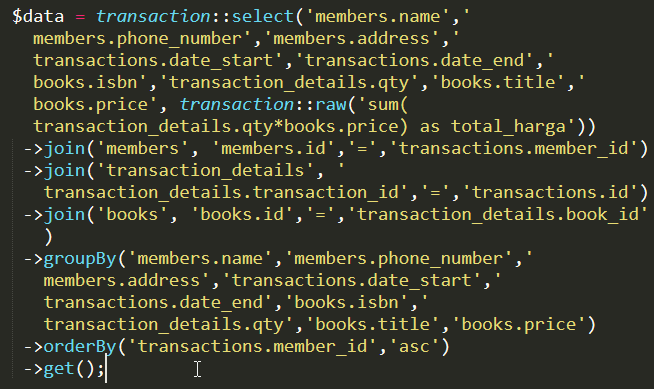 $data = transaction::select('members.name','
members.phone_number','members.address','
transactions.date_start','transactions.date_end','
books.isbn','transaction_details.qty','books.title','
books.price', transaction::raw('sum(
transaction_details.qty*books.price) as total_harga'))
->join('members', 'members.id','=','transactions.member_id')
->join('transaction_details', '
transaction_details.transaction_id','=','transactions.id')
->join('books', 'books.id','=','transaction_details.book_id'
)
->groupBy('members.name','members.phone_number','
members.address','transactions.date_start','
transactions.date_end','books.isbn','
transaction_details.qty','books.title','books.price')
->orderBy('transactions.member_id','asc')
->get();